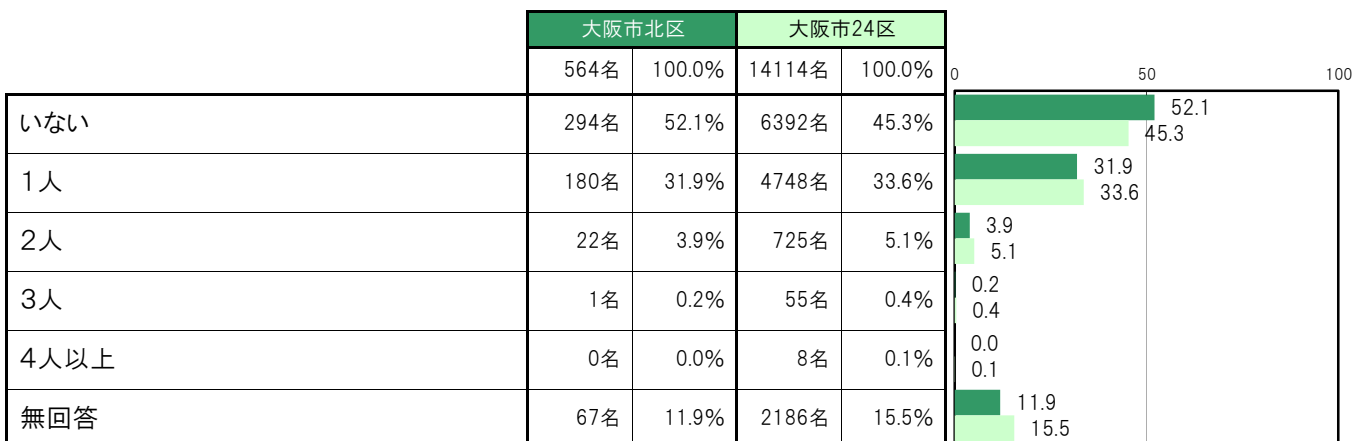 大阪市北区 大阪市24区
564名 100.0% 14114名 100.0% 0 50 100
いない 294名 52.1% 6392名 45.3% 52.1
45.3
1人 180名 31.9% 4748名 33.6% 31.9
33.6
2人 22名 3.9% 725名 5.1% 3.9
5.1
3人 1名 0.2% 55名 0.4% 0.2
0.4
4人以上 0名 0.0% 8名 0.1% 0.0
0.1
無回答 67名 11.9% 2186名 15.5% 11.9
15.5